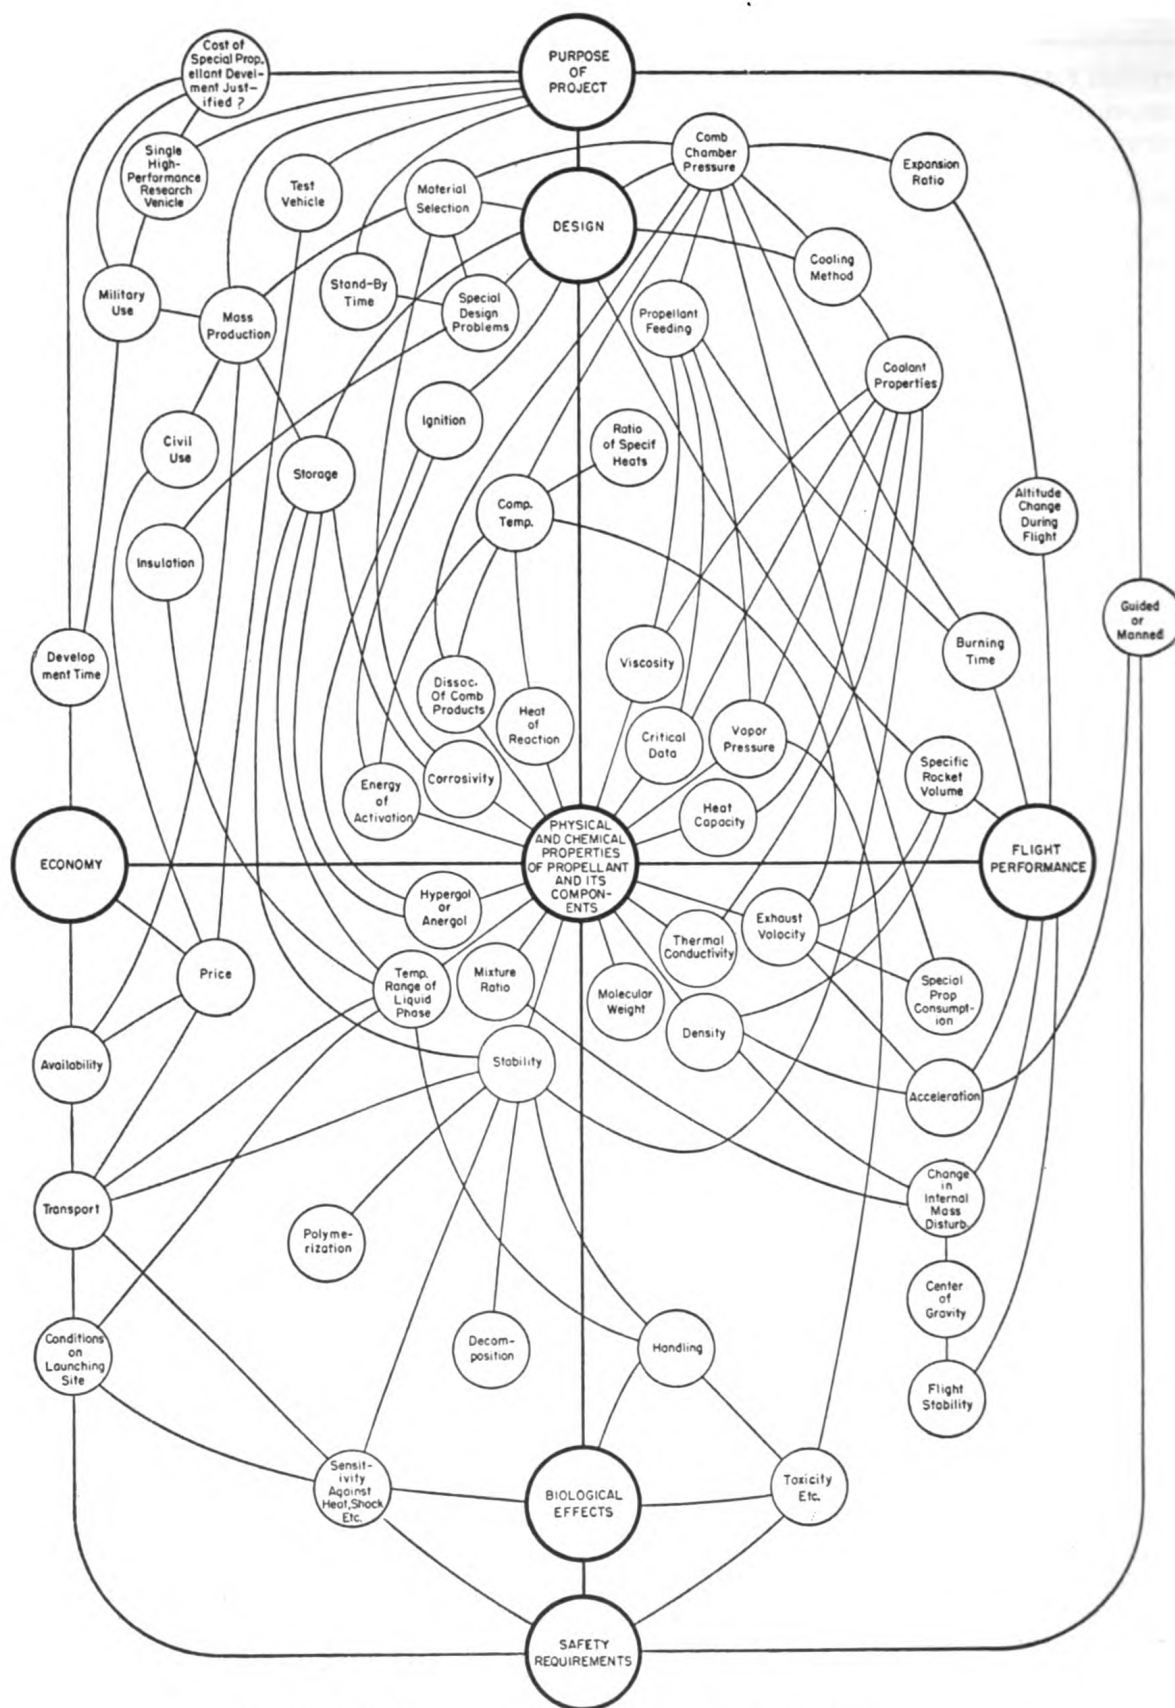 Cost of
Special Prop.
ellant Devel-
ment Just-
ified ?
PURPOSE
OF
PROJECT
Single
High-
Performance
Research
Venicle
Test
Vehicle
Material
Selection
Comb
Chamber
Pressure
Expansion
Ratio
DESIGN
Cooling
Method
Military
Use
Mass
Production
Stand-By
Time
Special
Design
Problems
Propellant
Feeding
Coolant
Properties
Civil
Use
Storage
Ignition
Ratio
of Specif
Heats
Comp.
Temp.
Altitude
Change
During
Flight
Insulation
Guided
or
Manned
Develop
ment Time
Dissoc.
Of Comb
Products
Heat
of
Reaction
Viscosity
Burning
Time
Critical
Data
Vapor
Pressure
Specific
Rocket
Volume
Energy
of
Activation
Corrosivity
Heat
Capacity
ECONOMY
PHYSICAL
AND CHEMICAL
PROPERTIES
OF PROPELLANT
AND ITS
COMPON-
ENTS
FLIGHT
PERFORMANCE
Hypergol
or
Anergol
Exhaust
Volocity
Thermal
Conductivity
Price
Temp.
Range of
Liquid
Phase
Mixture
Ratio
Molecular
Weight
Density
Special
Prop
Consumpt-
ion
Availability
Stability
Acceleration
Transport
Polyme-
rization
Change
in
Internal
Mass
Disturb.
Center
of
Gravity
Conditions
on
Launching
Site
Decom-
position
Handling
Flight
Stability
Sensit-
ivity
Against
Heat,Shock
Etc.
BIOLOGICAL
EFFECTS
Toxicity
Etc.
SAFETY
REQUIREMENTS